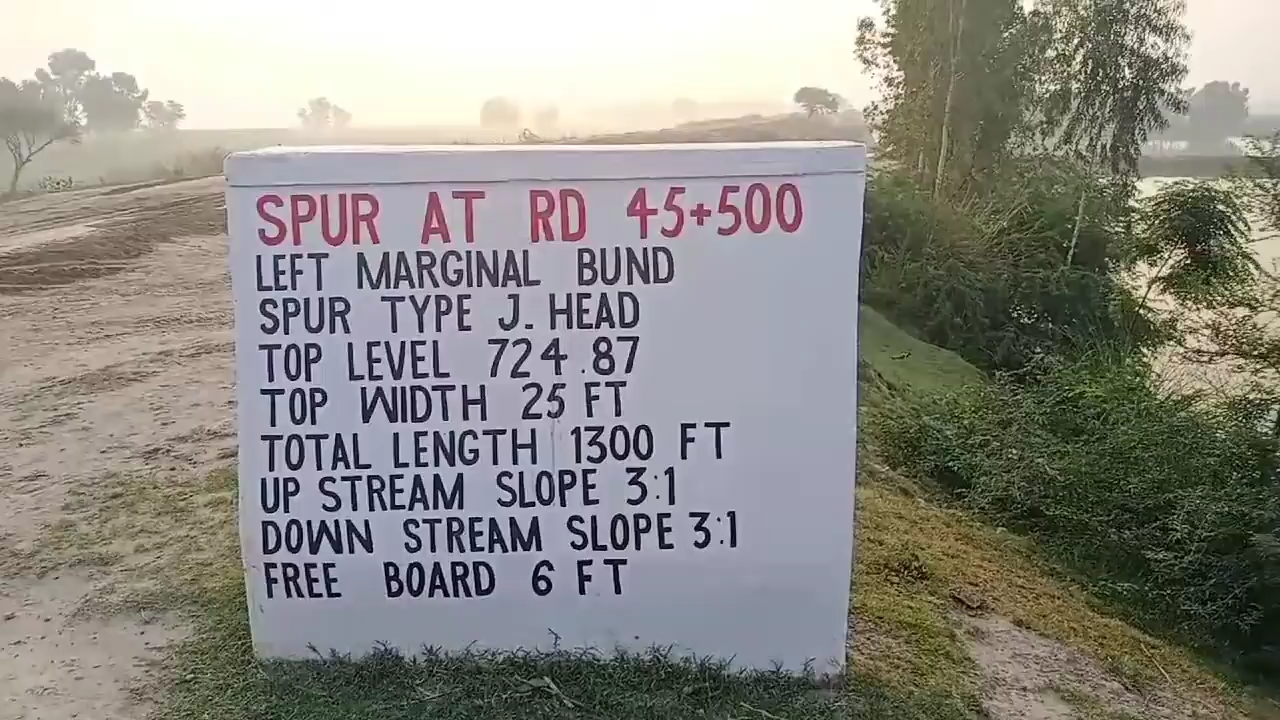 SPUR AT RD 45+500
LEFT MARGINAL BUND
SPUR TYPE J. HEAD
TOP LEVEL 724.87
TOP WIDTH 25 FT
TOTAL LENGTH 1300 FT
UP STREAM SLOPE 3:1
DOWN STREAM SLOPE 3:1
FREE BOARD 6 FT